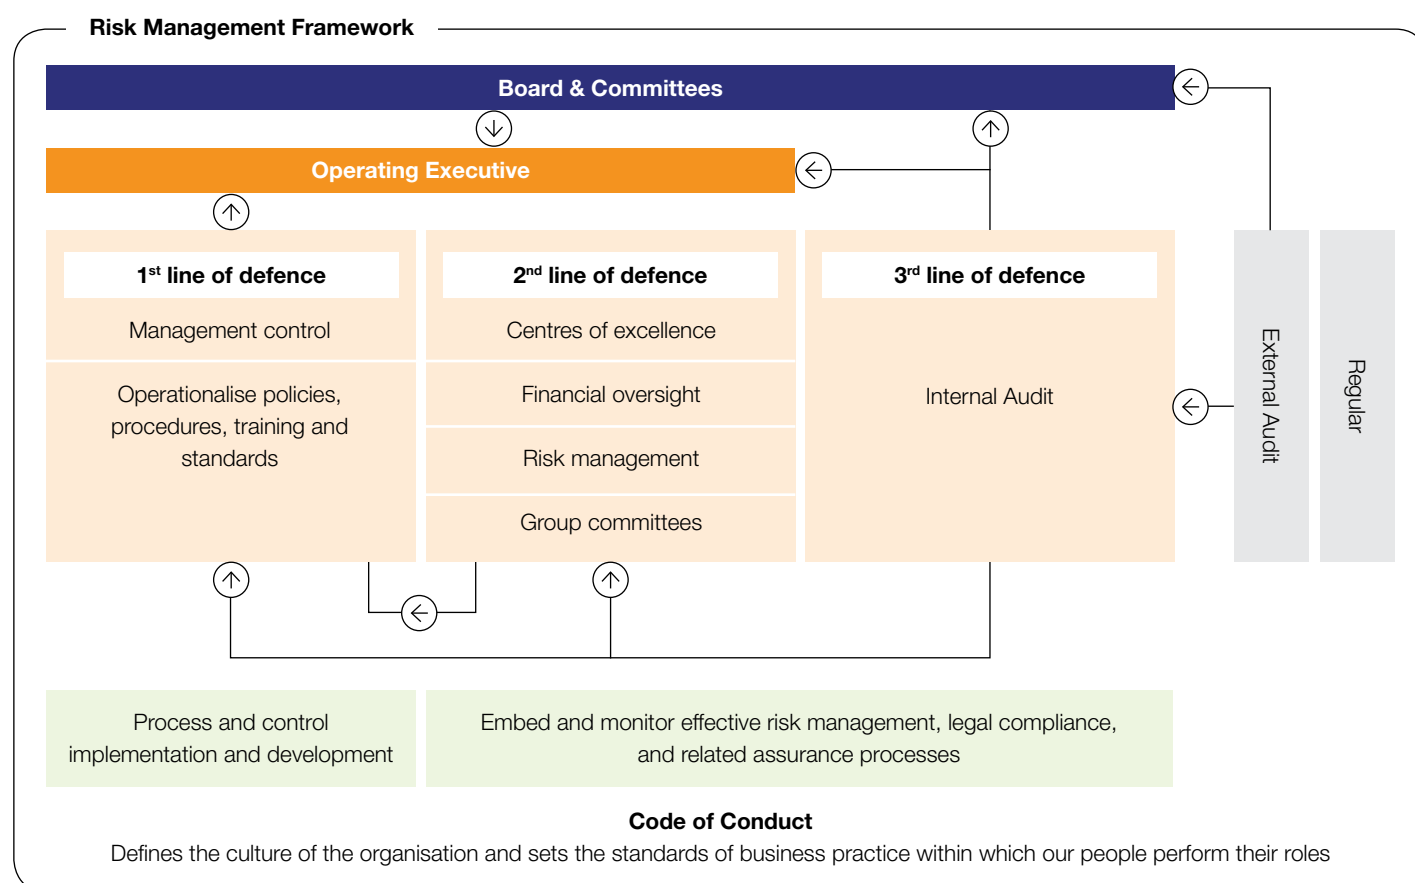 Risk Management Framework
Board & Committees
Operating Executive
1st line of defence
Management control
Operationalise policies,
procedures, training and
standards
2nd line of defence
Centres of excellence
Financial oversight
Risk management
Group committees
3rd line of defence
Internal Audit
External Audit
Regular
Process and control
implementation and development
Embed and monitor effective risk management, legal compliance,
and related assurance processes
Code of Conduct
Defines the culture of the organisation and sets the standards of business practice within which our people perform their roles